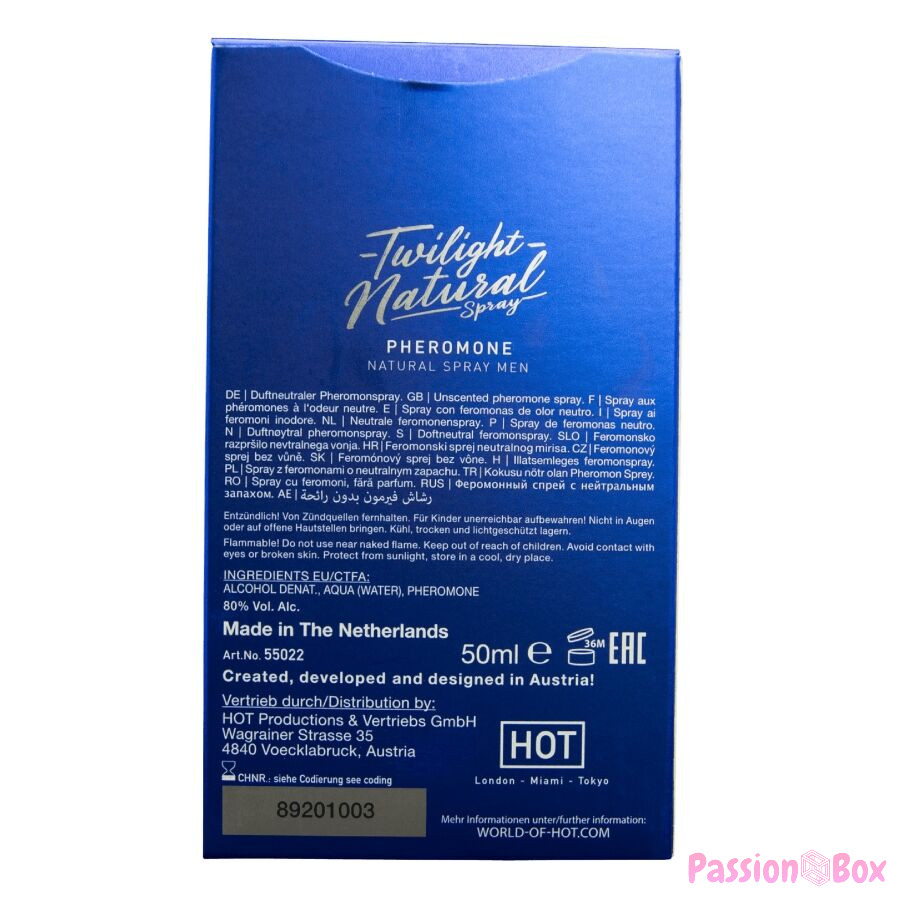 -Twilight-
Natural
Spray
PHEROMONE
NATURAL SPRAY MEN
DE | Duftneutraler Pheromonspray. GB | Unscented pheromone spray. F | Spray aux
phéromones à l'odeur neutre. E | Spray con feromonas de olor neutro. I | Spray ai
feromoni inodore. NL | Neutrale feromonenspray. P | Spray de feromonas neutro.
N | Duftnøytral pheromonspray. S | Doftneutral feromonspray. SLO | Feromonsko
razpršilo nevtralnega vonja. HR | Feromonski sprej neutralnog mirisa. CZ | Feromonový
sprej bez vůně. SK | Feromónový sprej bez vône. H | Illatsemleges feromonspray.
PL | Spray z feromonami o neutralnym zapachu. TR | Kokusu nötr olan Pheromon Sprey.
RO | Spray cu feromoni, fără parfum. RUS | Феромонный спрей с нейтральным
запахом. AE | رشاش فيرمون بدون رائحة
Entzündlich! Von Zündquellen fernhalten. Für Kinder unerreichbar aufbewahren! Nicht in Augen
oder auf offene Hautstellen bringen. Kühl, trocken und lichtgeschützt lagern.
Flammable! Do not use near naked flame. Keep out of reach of children. Avoid contact with
eyes or broken skin. Protect from sunlight, store in a cool, dry place.
INGREDIENTS EU/CTFA:
ALCOHOL DENAT., AQUA (WATER), PHEROMONE
80% Vol. Alc.
Made in The Netherlands
Art.No. 55022
50ml e 36M EAC
Created, developed and designed in Austria!
Vertrieb durch/Distribution by:
HOT Productions & Vertriebs GmbH
Wagrainer Strasse 35
4840 Voecklabruck, Austria
HOT
London - Miami - Tokyo
CHNR.: siehe Codierung see coding
89201003
Mehr Informationen unter/further information:
WORLD-OF-HOT.COM
Passion Box